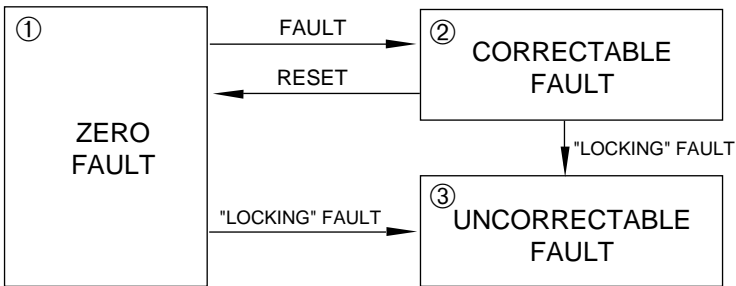 ①
ZERO
FAULT
FAULT
RESET
②
CORRECTABLE
FAULT
"LOCKING" FAULT
"LOCKING" FAULT
③
UNCORRECTABLE
FAULT